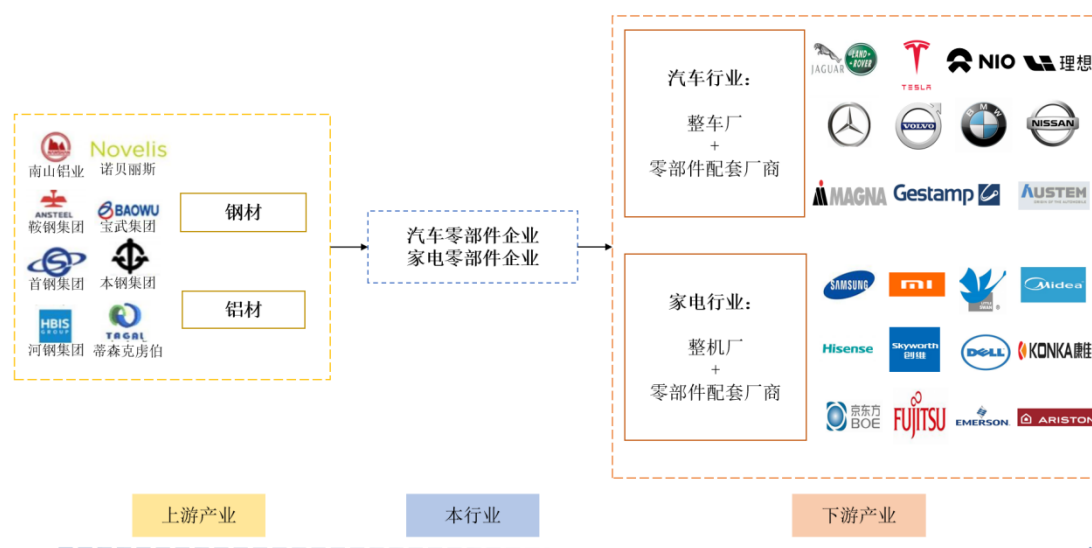 Novelis
南山铝业
诺贝丽斯
ANSTEEL
BAOWU
鞍钢集团
宝武集团
首钢集团
本钢集团
HBIS
GROUP
TAGAL
河钢集团
蒂森克虏伯
钢材
铝材
汽车零部件企业
家电零部件企业
汽车行业：
整车厂
+
零部件配套厂商
JAGUAR
LAND-
ROVER
TESLA
NIO
理想
VOLVO
BMW
NISSAN
MAGNA
Gestamp
AUSTEM
家电行业：
整机厂
+
零部件配套厂商
SAMSUNG
mi
LITTLE
SWAN
®
Midea
Hisense
Skyworth
创维
DELL
KONKA康佳
京东方
BOE
FUJITSU
EMERSON
ARISTON
上游产业
本行业
下游产业